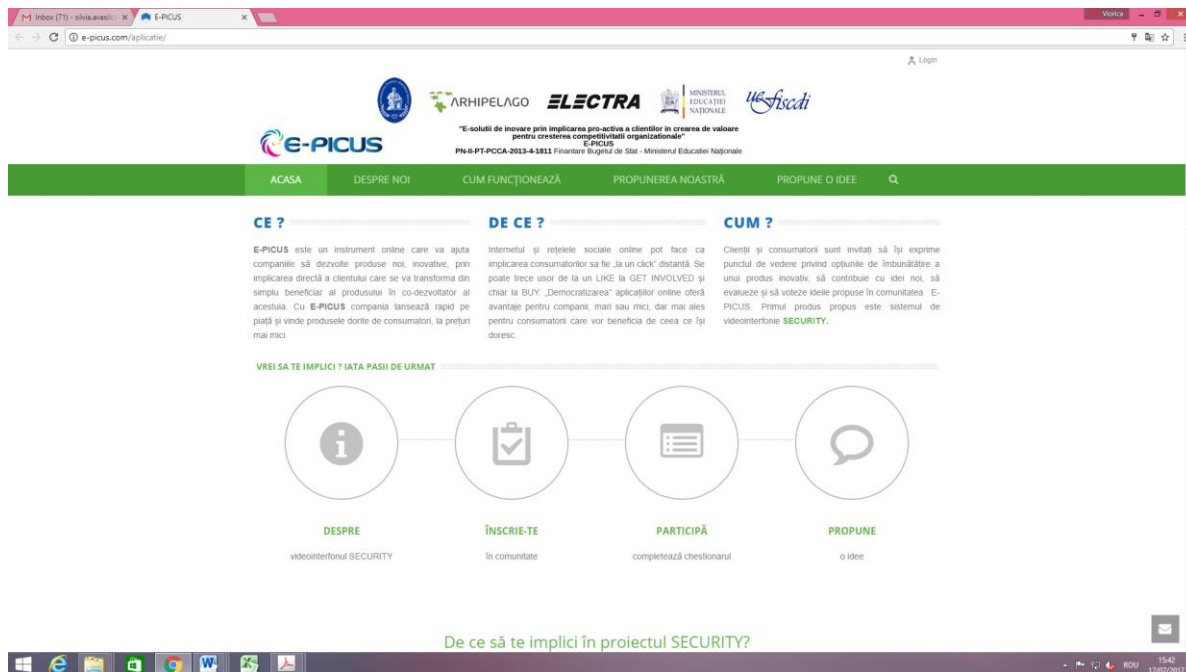 Inbox (71) - silvia.avasilc
E-PICUS
Viorica
e-picus.com/aplicatie/
Login
ARHIPELAGO
ELECTRA
MINISTERUL
EDUCAȚIEI
NAȚIONALE
uefiscdi
E-PICUS
"E-solutii de inovare prin implicarea pro-activa a clientilor in crearea de valoare
pentru cresterea competitivitatii organizationale"
E-PICUS
PN-II-PT-PCCA-2013-4-1811 Finantare Bugetul de Stat - Ministerul Educatiei Naționale
ACASA DESPRE NOI CUM FUNCȚIONEAZĂ PROPUNEREA NOASTRĂ PROPUNE O IDEE
CE ?
E-PICUS este un instrument online care va ajuta
companiile să dezvolte produse noi, inovative, prin
implicarea directă a clientului care se va transforma din
simplu beneficiar al produsului în co-dezvoltator al
acestuia. Cu E-PICUS compania lansează rapid pe
piață și vinde produsele dorite de consumatori, la prețuri
mai mici.
DE CE ?
Internetul și rețelele sociale online pot face ca
implicarea consumatorilor sa fie „la un click" distanță. Se
poate trece usor de la un LIKE la GET INVOLVED și
chiar la BUY. „Democratizarea" aplicațiilor online oferă
avantaje pentru companii, mari sau mici, dar mai ales
pentru consumatorii care vor beneficia de ceea ce își
doresc.
CUM ?
Clienții și consumatorii sunt invitați să își exprime
punctul de vedere privind opțiunile de îmbunătățire a
unui produs inovativ, să contribuie cu idei noi, să
evalueze și să voteze ideile propuse în comunitatea E-
PICUS. Primul produs propus este sistemul de
videointerfonie SECURITY.
VREI SA TE IMPLICI ? IATA PASII DE URMAT
DESPRE
videointerfonul SECURITY
ÎNSCRIE-TE
în comunitate
PARTICIPĂ
completează chestionarul
PROPUNE
o idee
De ce să te implici în proiectul SECURITY?
ROU
15:42
17/07/2017